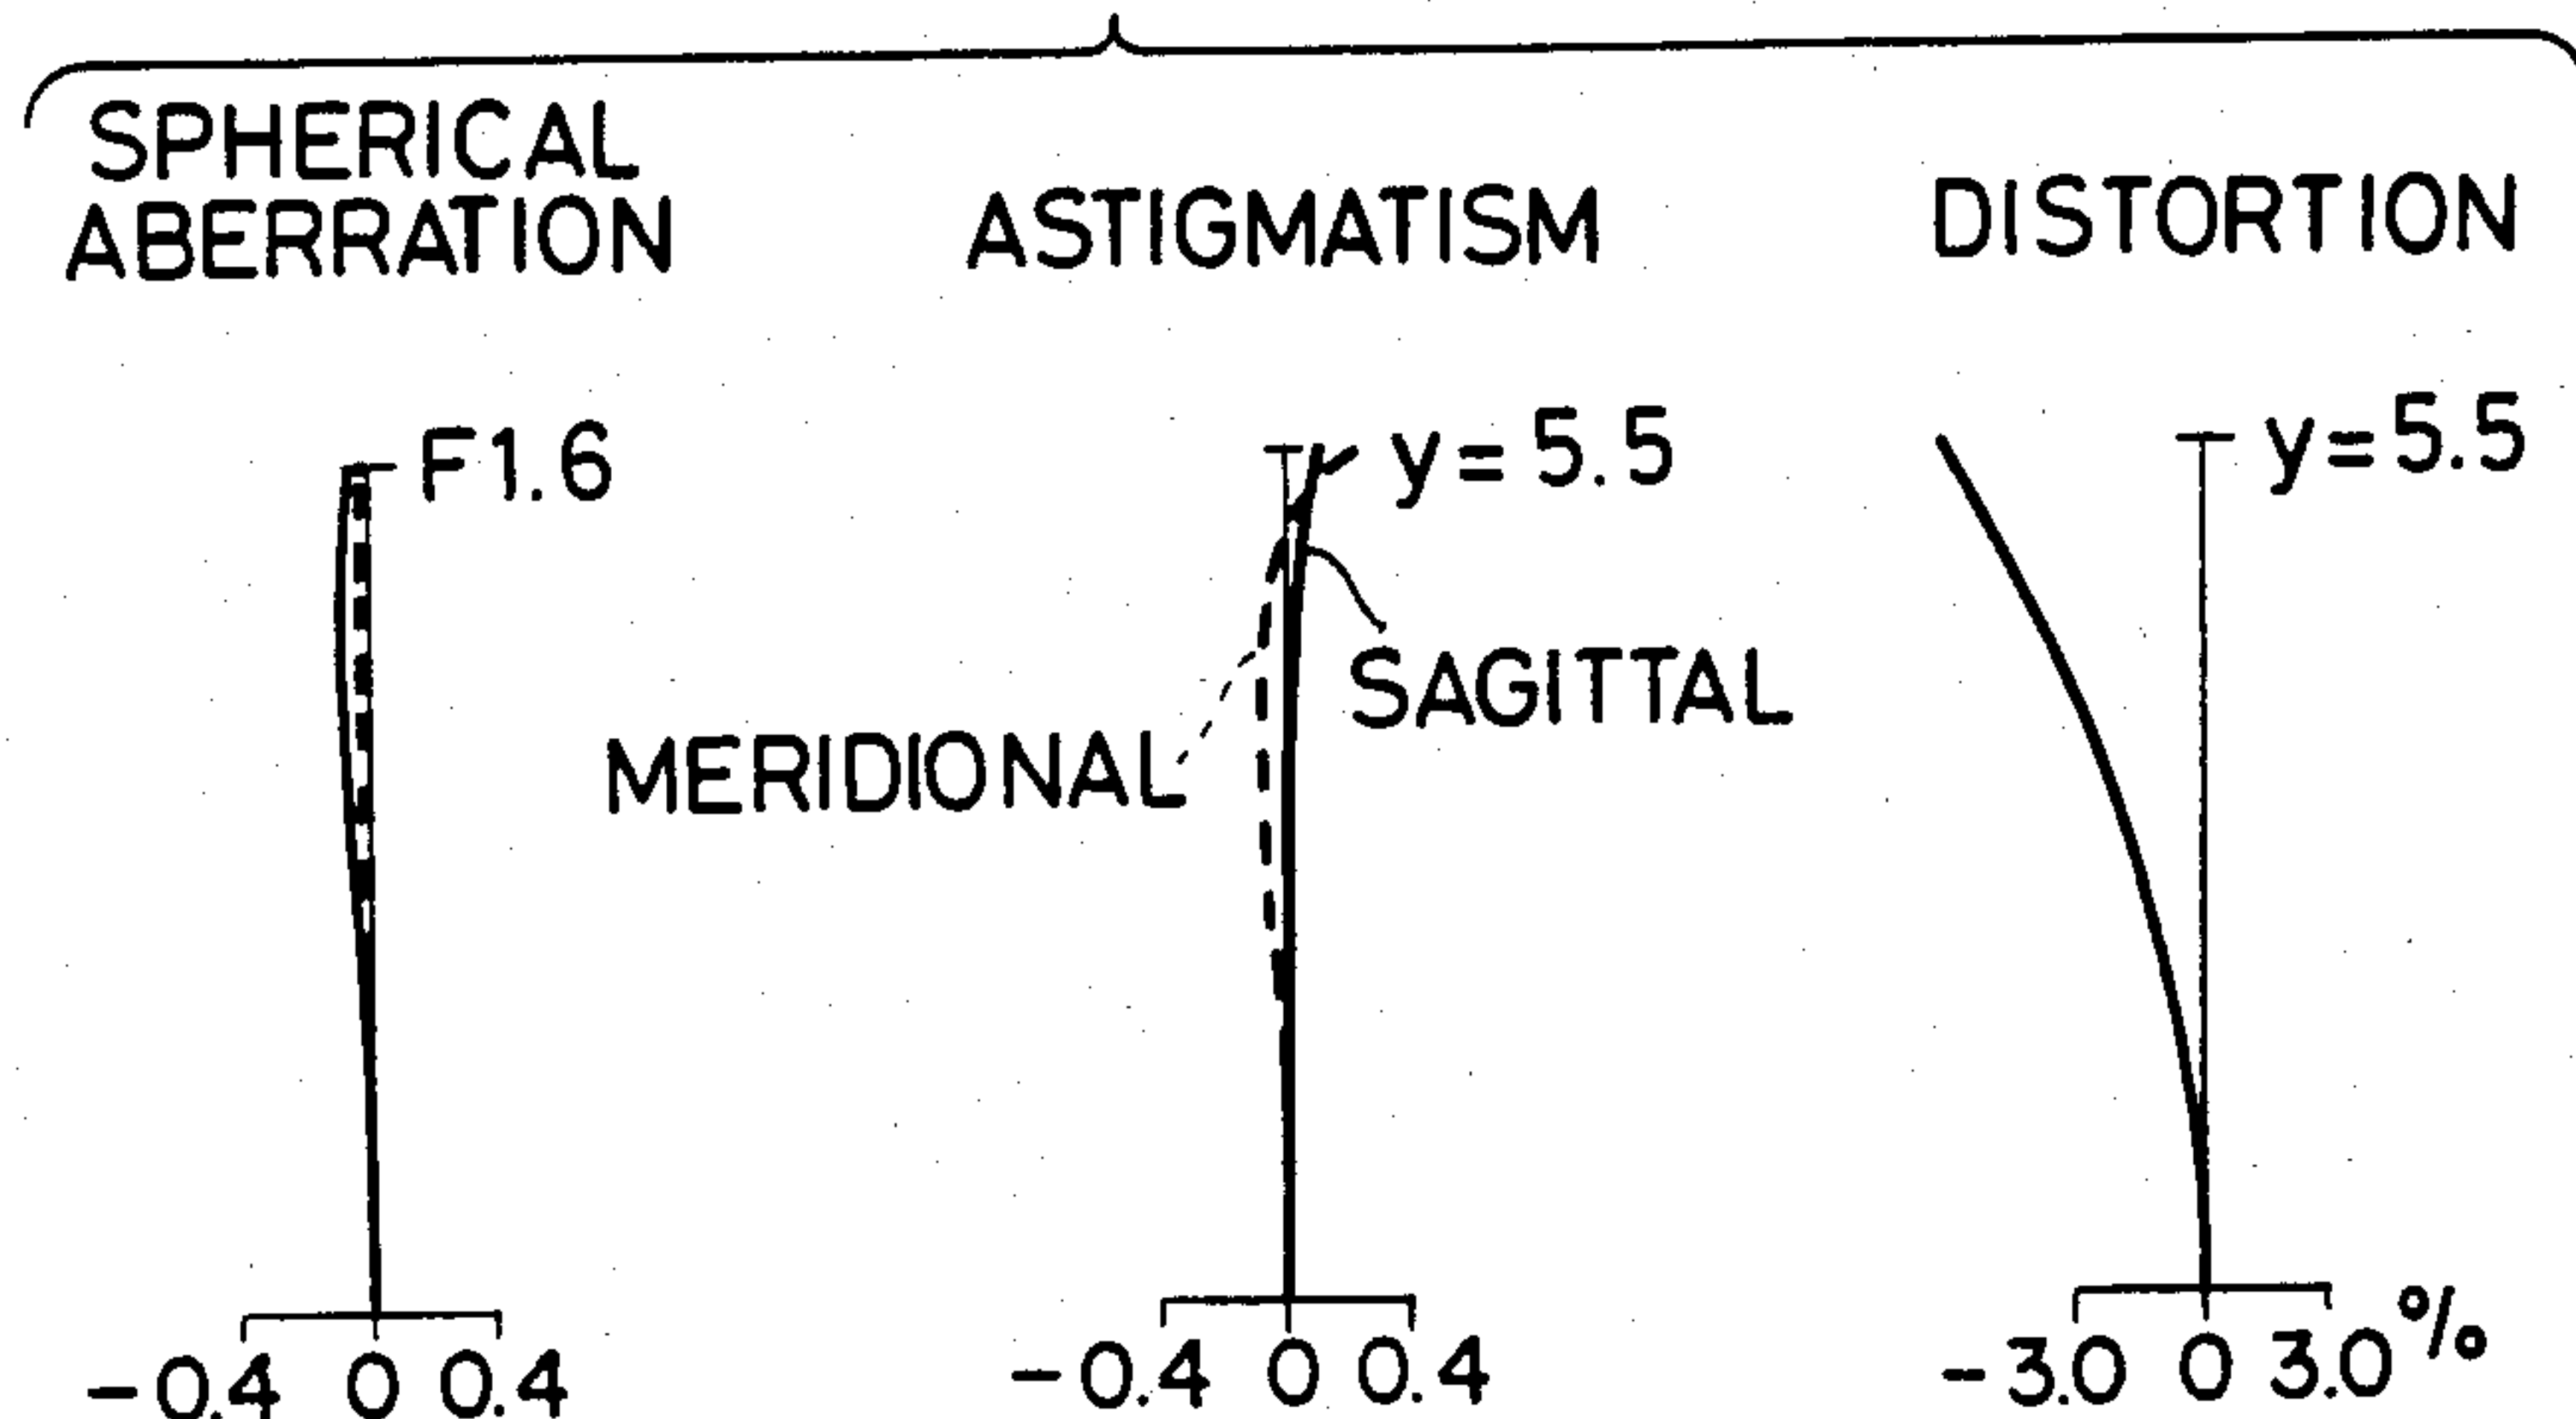 SPHERICAL
ABERRATION
ASTIGMATISM
DISTORTION
F1.6
y=5.5
y=5.5
SAGITTAL
MERIDIONAL
-0.4 0 0.4
-0.4 0 0.4
-3.0 0 3.0%